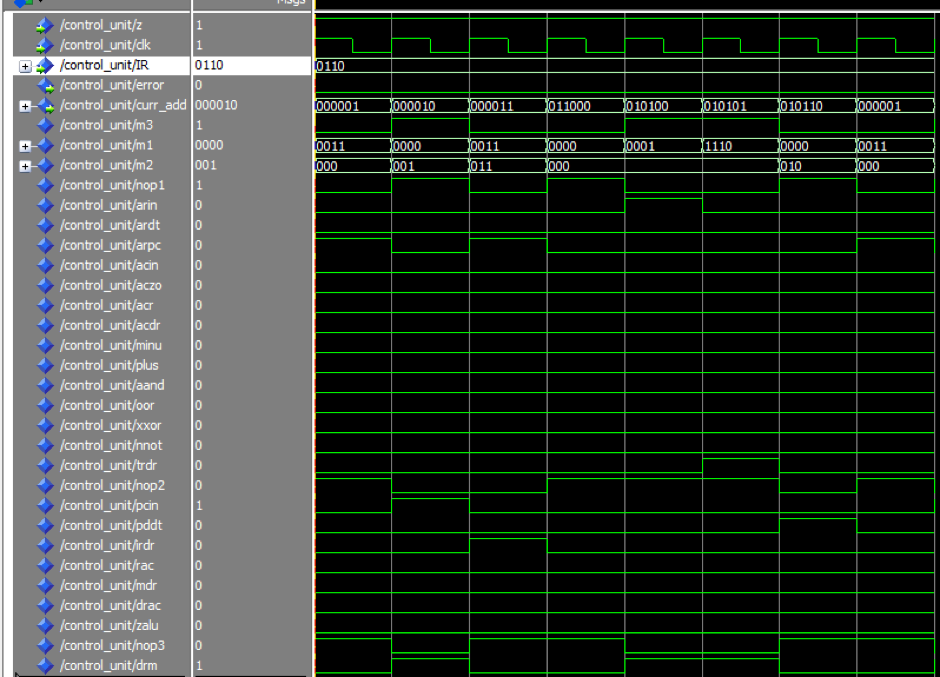 Msgs
/control_unit/z 1
/control_unit/clk 1
/control_unit/IR 0110 0110
/control_unit/error 0
/control_unit/curr_add 000010 000001 000010 000011 011000 010100 010101 010110 000001
/control_unit/m3 1
/control_unit/m1 0000 0011 0000 0011 0000 0001 1110 0000 0011
/control_unit/m2 001 000 001 011 000 010 000
/control_unit/nop1 1
/control_unit/arin 0
/control_unit/ardt 0
/control_unit/arpc 0
/control_unit/acin 0
/control_unit/aczo 0
/control_unit/acr 0
/control_unit/acdr 0
/control_unit/minu 0
/control_unit/plus 0
/control_unit/aand 0
/control_unit/oor 0
/control_unit/xxor 0
/control_unit/nnot 0
/control_unit/trdr 0
/control_unit/nop2 0
/control_unit/pcin 1
/control_unit/pddt 0
/control_unit/irdr 0
/control_unit/rac 0
/control_unit/mdr 0
/control_unit/drac 0
/control_unit/zalu 0
/control_unit/nop3 0
/control_unit/drm 1